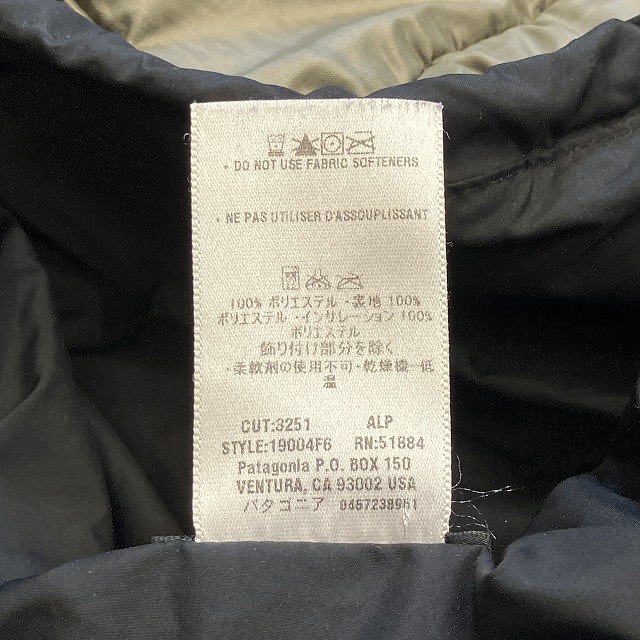 • DO NOT USE FABRIC SOFTENERS
• NE PAS UTILISER D'ASSOUPLISSANT
100% ポリエステル・裏地 100%
ポリエステル ・インサレーション 100%
ポリエステル
飾り付け部分を除く
・柔軟剤の使用不可・乾燥機一低
温
CUT:3251 ALP
STYLE:19004F6 RN:51884
Patagonia P.O. BOX 150
VENTURA, CA 93002 USA
パタゴニア 0467238961